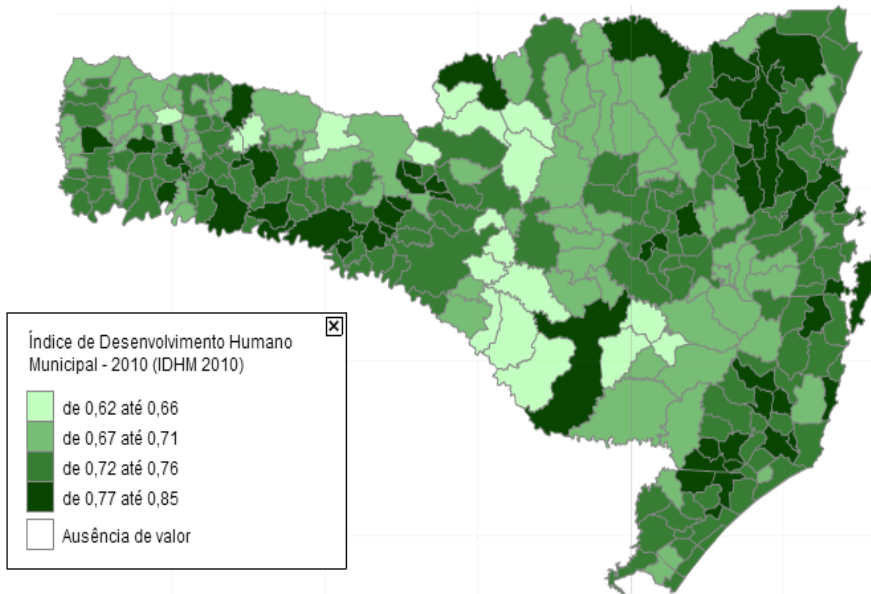 Índice de Desenvolvimento Humano
Municipal - 2010 (IDHM 2010)
de 0,62 até 0,66
de 0,67 até 0,71
de 0,72 até 0,76
de 0,77 até 0,85
Ausência de valor